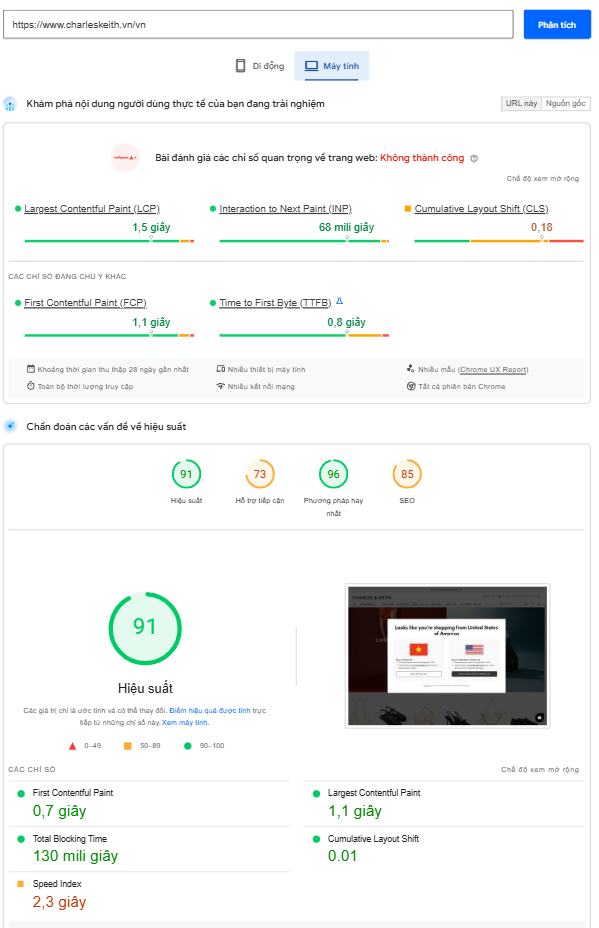 https://www.charleskeith.vn/vn
Phân tích
Di động
Máy tính
Khám phá nội dung người dùng thực tế của bạn đang trải nghiệm
URL này
Nguồn gốc
Bài đánh giá các chỉ số quan trọng về trang web: Không thành công
Chế độ xem mở rộng
Largest Contentful Paint (LCP)
1,5 giây
Interaction to Next Paint (INP)
68 mili giây
Cumulative Layout Shift (CLS)
0,18
CÁC CHỈ SỐ ĐÁNG CHÚ Ý KHÁC
First Contentful Paint (FCP)
1,1 giây
Time to First Byte (TTFB)
0,8 giây
Khoảng thời gian thu thập 28 ngày gần nhất
Nhiều thiết bị máy tính
Nhiều mẫu (Chrome UX Report)
Toàn bộ thời lượng truy cập
Nhiều kết nối mạng
Tất cả phiên bản Chrome
Chẩn đoán các vấn đề về hiệu suất
91
Hiệu suất
73
Hỗ trợ tiếp cận
96
Phương pháp hay
nhất
85
SEO
91
Hiệu suất
Các giá trị chỉ là ước tính và có thể thay đổi. Điểm hiệu quả được tính trực
tiếp từ những chỉ số này. Xem máy tính.
0–49
50–89
90–100
CHARLES & KEITH
Looks like you're shopping from United States
of America
CÁC CHỈ SỐ
Chế độ xem mở rộng
First Contentful Paint
0,7 giây
Largest Contentful Paint
1,1 giây
Total Blocking Time
130 mili giây
Cumulative Layout Shift
0.01
Speed Index
2,3 giây